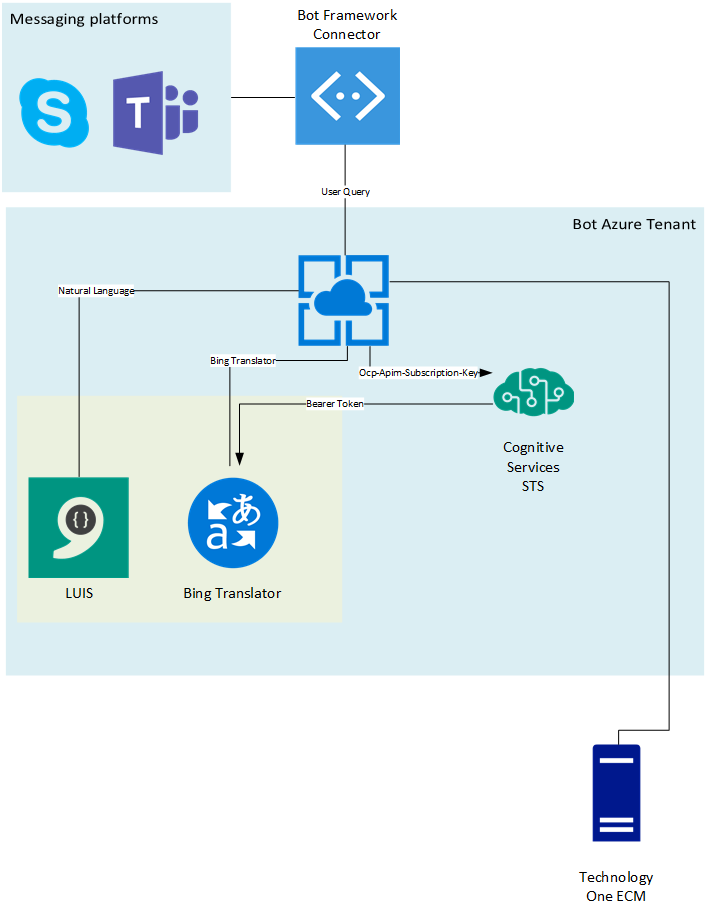 Messaging platforms
Bot Framework
Connector
S
T
User Query
Bot Azure Tenant
Natural Language
Bing Translator
Ocp-Apim-Subscription-Key
Bearer Token
Cognitive
Services
STS
{}
あ
a
LUIS
Bing Translator
Technology
One ECM